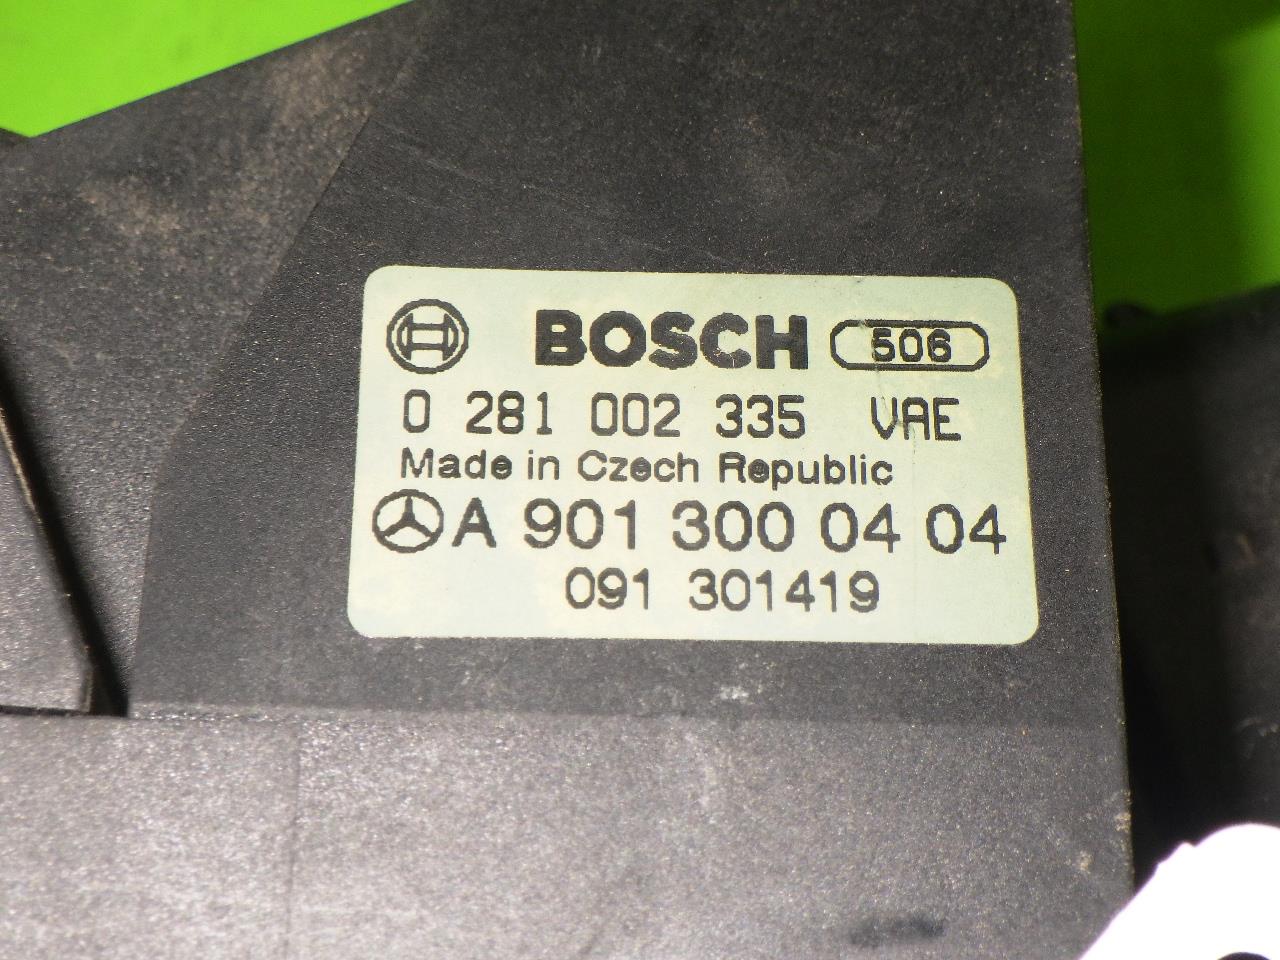 BOSCH 506
0 281 002 335 VAE
Made in Czech Republic
A 901 300 04 04
091 301419